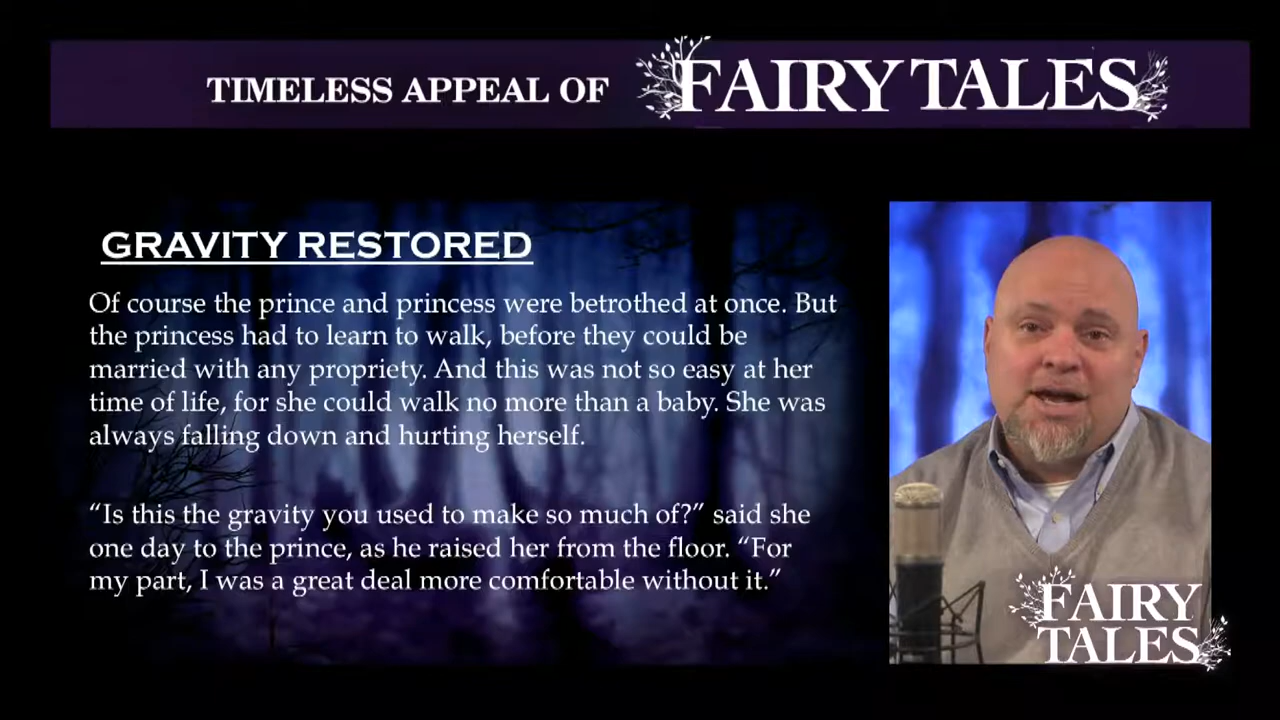 TIMELESS APPEAL OF FAIRY TALES
GRAVITY RESTORED
Of course the prince and princess were betrothed at once. But
the princess had to learn to walk, before they could be
married with any propriety. And this was not so easy at her
time of life, for she could walk no more than a baby. She was
always falling down and hurting herself.
“Is this the gravity you used to make so much of?” said she
one day to the prince, as he raised her from the floor. “For
my part, I was a great deal more comfortable without it.”
FAIRY
TALES